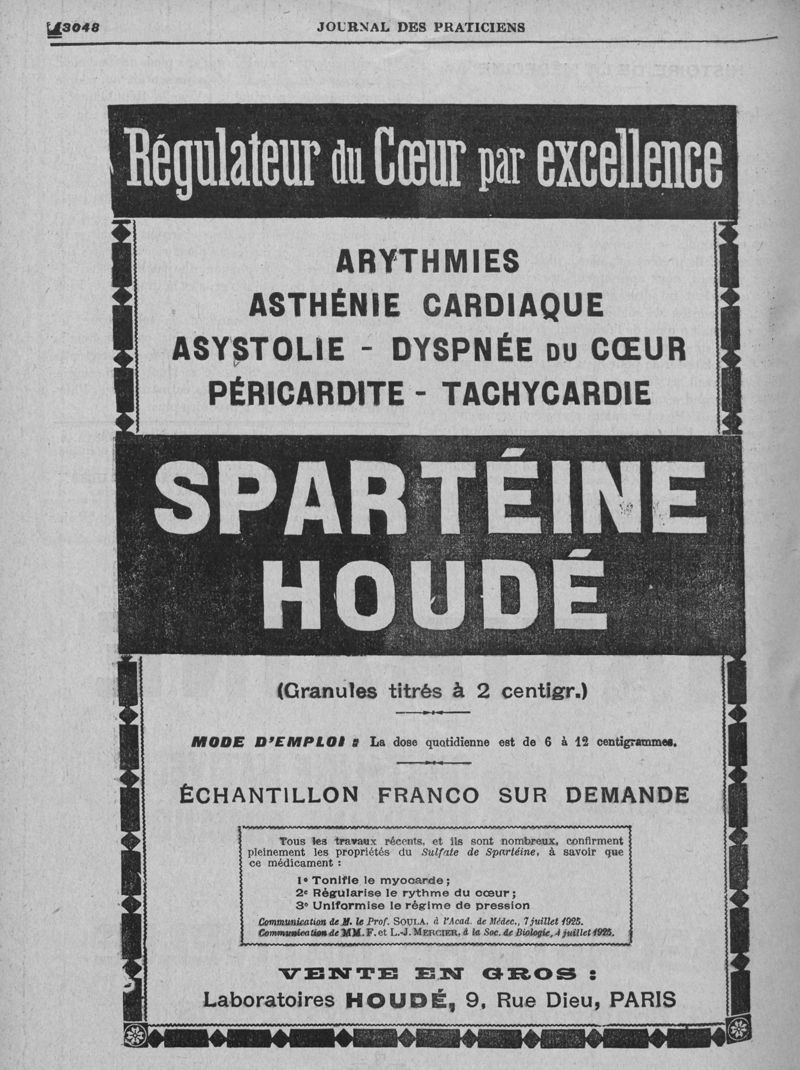 3048
JOURNAL DES PRATICIENS
Régulateur du Cœur par excellence
ARYTHMIES
ASTHÉNIE CARDIAQUE
ASYSTOLIE - DYSPNÉE DU CŒUR
PÉRICARDITE - TACHYCARDIE
SPARTÉINE
HOUDÉ
(Granules titrés à 2 centigr.)
MODE D'EMPLOI : La dose quotidienne est de 6 à 12 centigrammes.
ÉCHANTILLON FRANCO SUR DEMANDE
Tous les travaux récents, et ils sont nombreux, confirment
pleinement les propriétés du Sulfate de Spartéine, à savoir que
ce médicament :
1º Tonifie le myocarde ;
2º Régularise le rythme du cœur ;
3º Uniformise le régime de pression
Communication de M. le Prof. SOULA, à l'Acad. de Médec., 7 juillet 1925.
Communication de MM. F. et L.-J. MERCIER, à la Soc. de Biologie, 4 juillet 1925.
VENTE EN GROS :
Laboratoires HOUDÉ, 9, Rue Dieu, PARIS